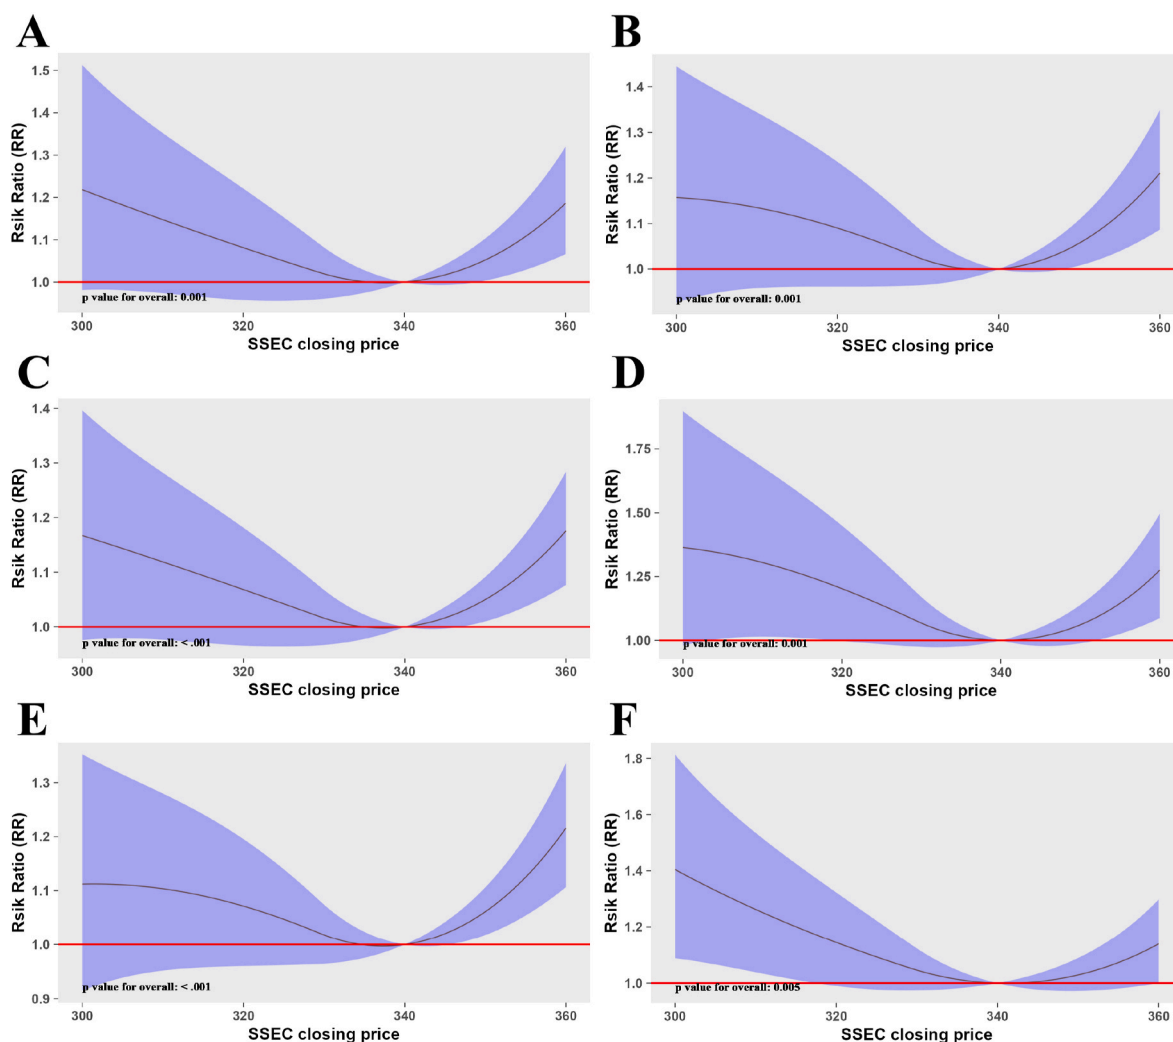 A
Rsik Ratio (RR)
1.5
1.4
1.3
1.2
1.1
1.0
p value for overall: 0.001
300
320
340
360
SSEC closing price
B
Rsik Ratio (RR)
1.4
1.3
1.2
1.1
1.0
p value for overall: 0.001
300
320
340
360
SSEC closing price
C
Rsik Ratio (RR)
1.4
1.3
1.2
1.1
1.0
p value for overall: < .001
300
320
340
360
SSEC closing price
D
Rsik Ratio (RR)
1.75
1.50
1.25
1.00
p value for overall: 0.001
300
320
340
360
SSEC closing price
E
Rsik Ratio (RR)
1.3
1.2
1.1
1.0
0.9
p value for overall: < .001
300
320
340
360
SSEC closing price
F
Rsik Ratio (RR)
1.8
1.6
1.4
1.2
1.0
p value for overall: 0.005
300
320
340
360
SSEC closing price